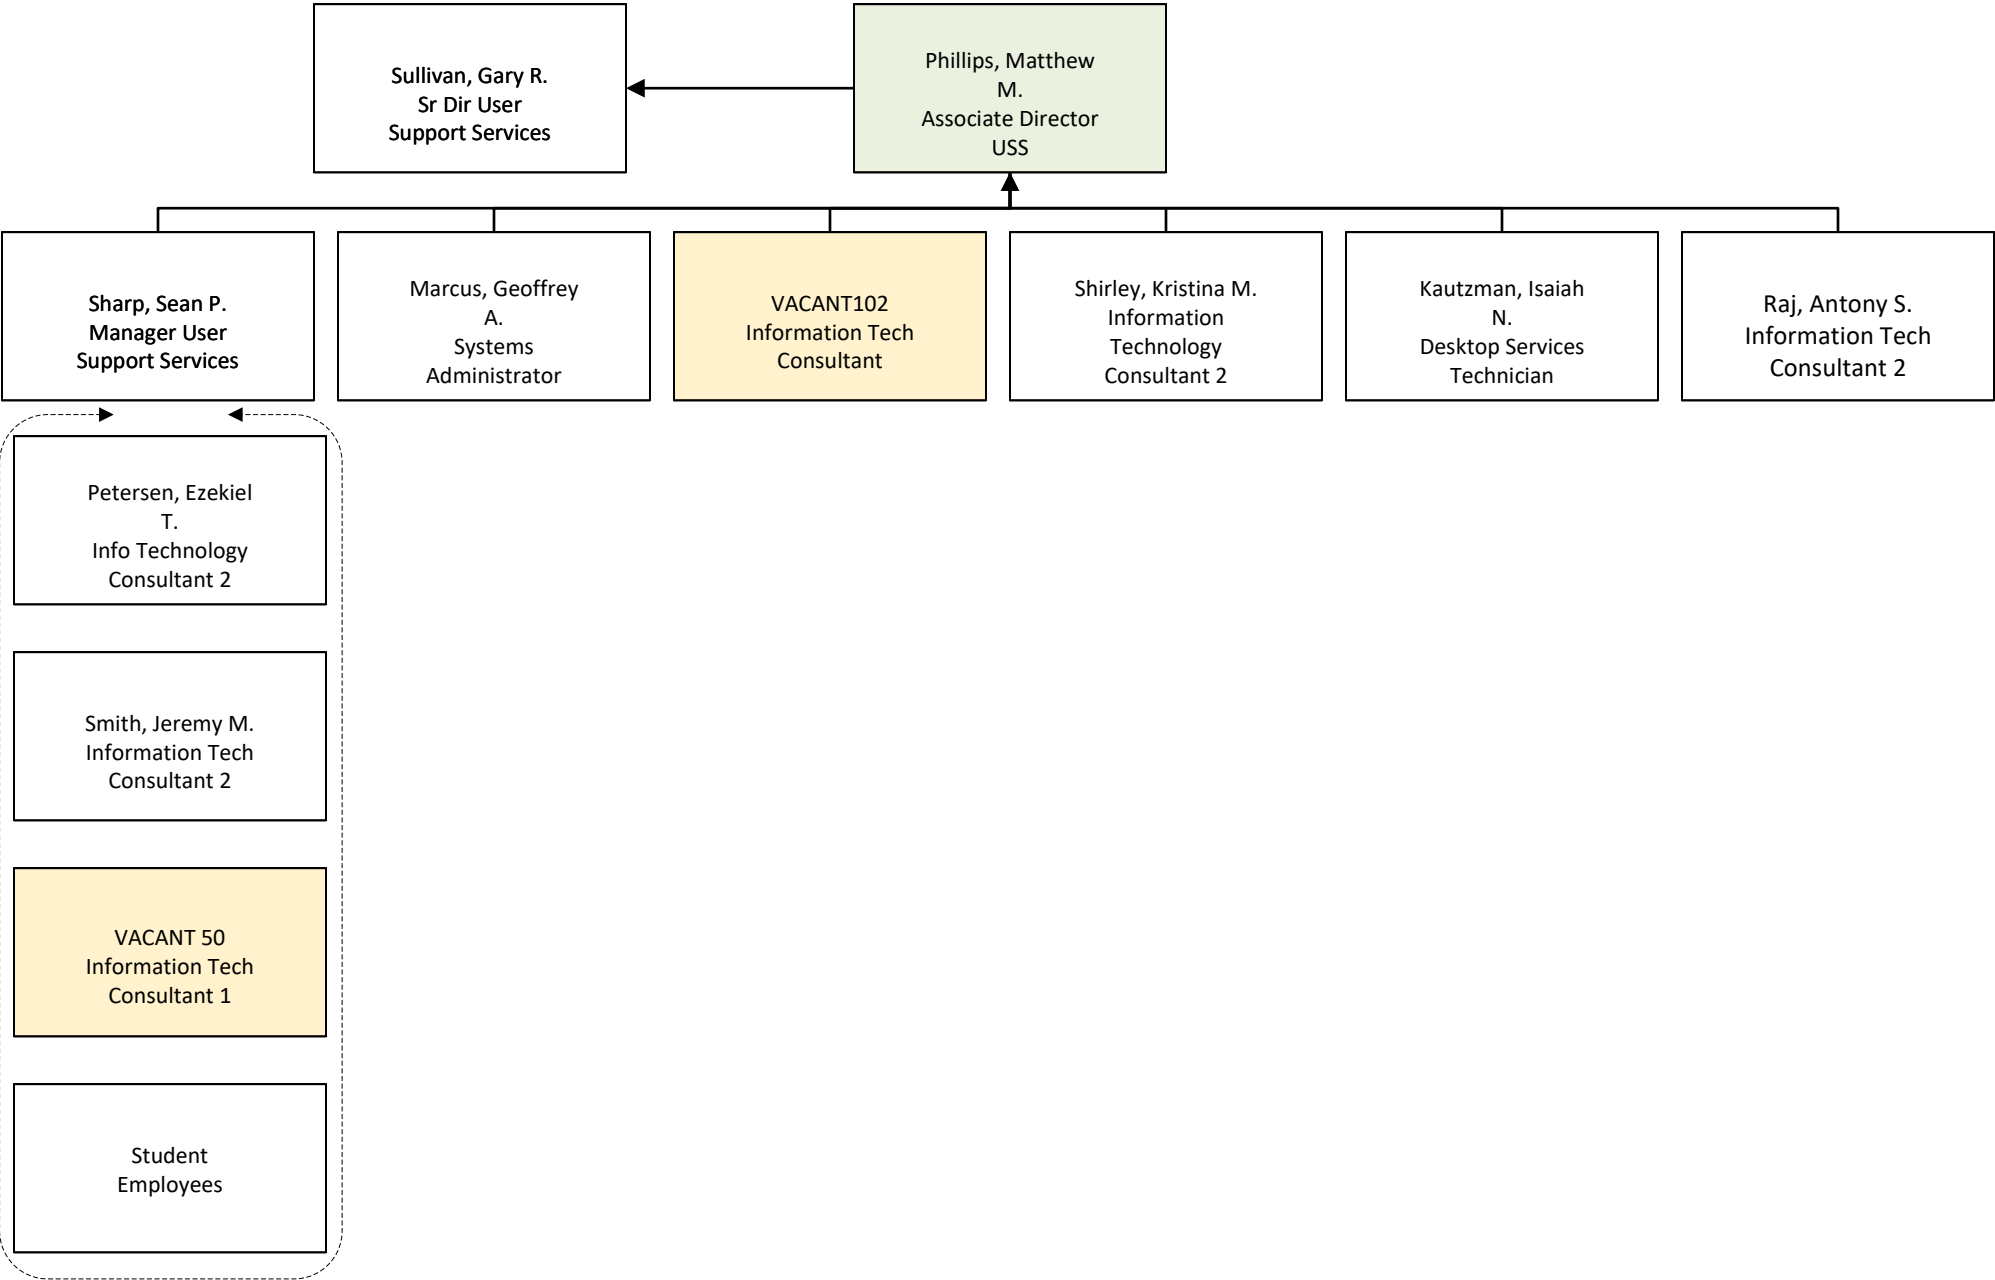 Sullivan, Gary R.
Sr Dir User
Support Services
Phillips, Matthew
M.
Associate Director
USS
Sharp, Sean P.
Manager User
Support Services
Marcus, Geoffrey
A.
Systems
Administrator
VACANT102
Information Tech
Consultant
Shirley, Kristina M.
Information
Technology
Consultant 2
Kautzman, Isaiah
N.
Desktop Services
Technician
Raj, Antony S.
Information Tech
Consultant 2
Petersen, Ezekiel
T.
Info Technology
Consultant 2
Smith, Jeremy M.
Information Tech
Consultant 2
VACANT 50
Information Tech
Consultant 1
Student
Employees